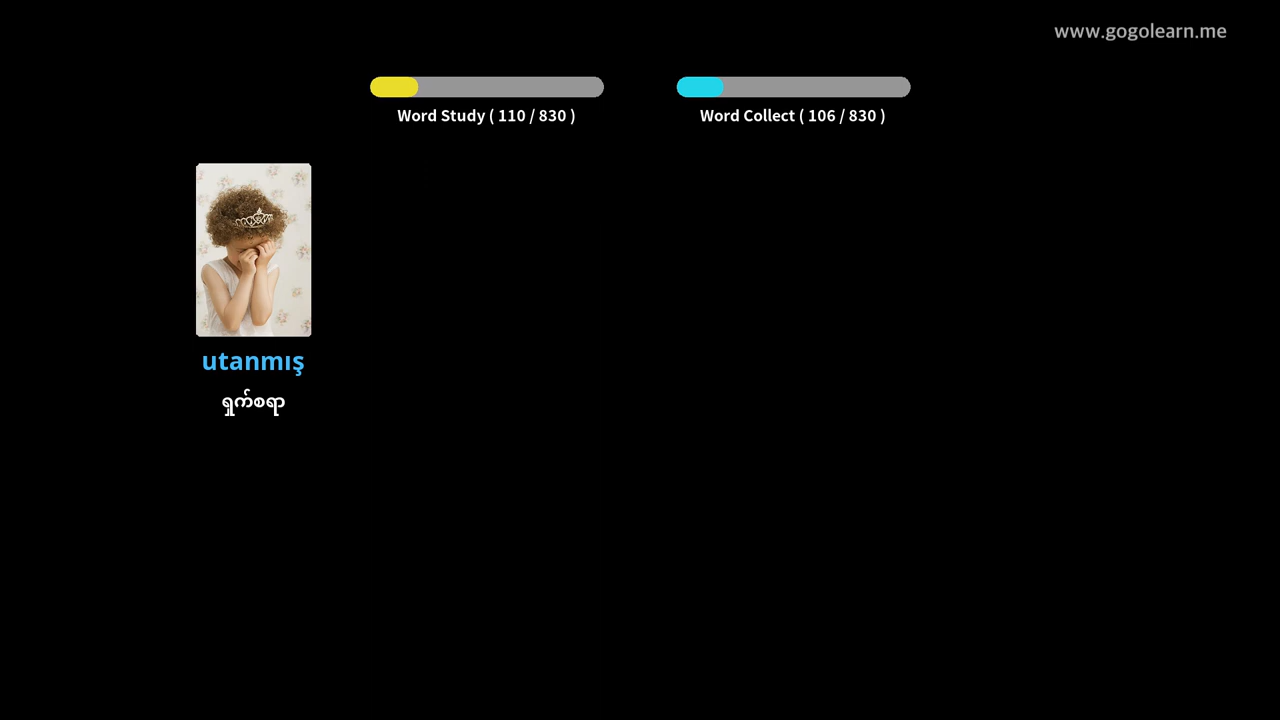 www.gogolearn.me
Word Study ( 110 / 830 )
Word Collect ( 106 / 830 )
utanmış
ရှက်စရာ